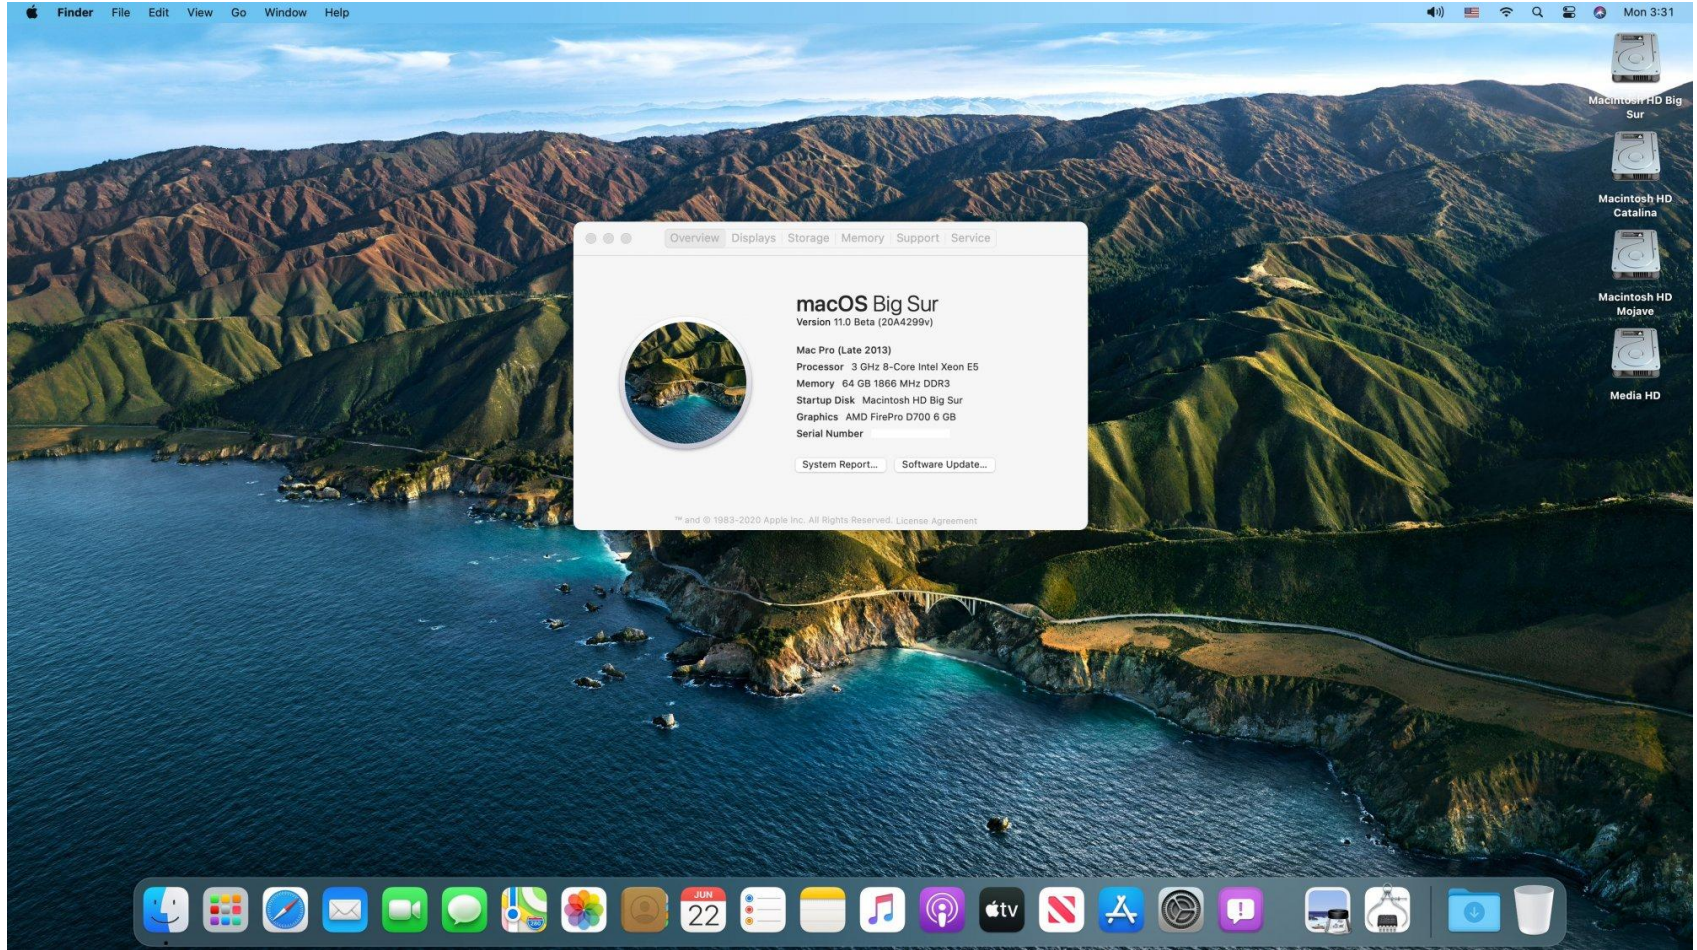 Finder File Edit View Go Window Help
Mon 3:31
Macintosh HD Big
Sur
Macintosh HD
Catalina
Macintosh HD
Mojave
Media HD
Overview Displays Storage Memory Support Service
macOS Big Sur
Version 11.0 Beta (20A4299v)
Mac Pro (Late 2013)
Processor 3 GHz 8-Core Intel Xeon E5
Memory 64 GB 1866 MHz DDR3
Startup Disk Macintosh HD Big Sur
Graphics AMD FirePro D700 6 GB
Serial Number
System Report... Software Update...
™ and © 1983-2020 Apple Inc. All Rights Reserved. License Agreement
JUN
22
tv
280